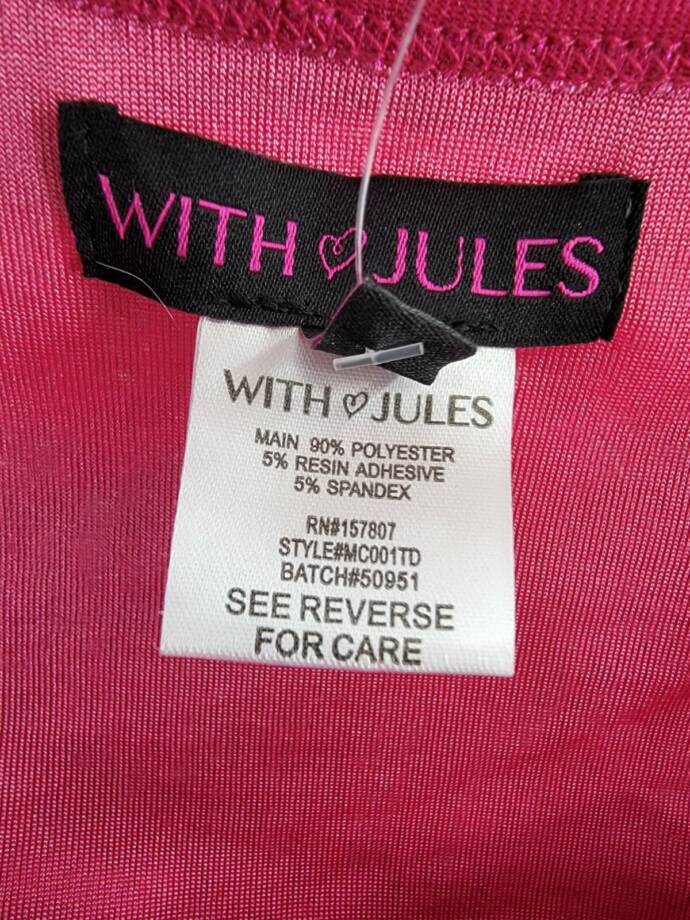 WITH JULES
WITH JULES
MAIN 90% POLYESTER
5% RESIN ADHESIVE
5% SPANDEX
RN#157807
STYLE#MC001TD
BATCH#50951
SEE REVERSE
FOR CARE